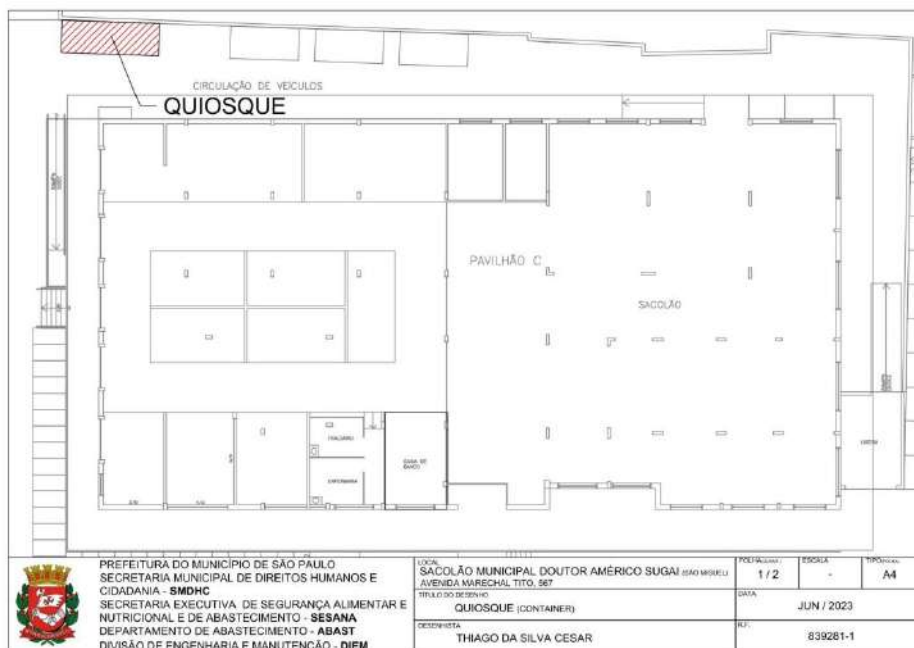 CIRCULAÇÃO DE VEÍCULOS
QUIOSQUE
PAVILHÃO C
SACOLÃO
PREFEITURA DO MUNICÍPIO DE SÃO PAULO
SECRETARIA MUNICIPAL DE DIREITOS HUMANOS E
CIDADANIA - SMDHC
SECRETARIA EXECUTIVA DE SEGURANÇA ALIMENTAR E
NUTRICIONAL E DE ABASTECIMENTO - SESANA
DEPARTAMENTO DE ABASTECIMENTO - ABAST
DIVISÃO DE ENGENHARIA E MANUTENÇÃO - DIEM
LOCAL
SACOLÃO MUNICIPAL DOUTOR AMÉRICO SUGAI (SÃO MIGUEL)
AVENIDA MARECHAL TITO, 567
TÍTULO DO DESENHO
QUIOSQUE (CONTAINER)
DESENHISTA
THIAGO DA SILVA CESAR
1 / 2
ESCALA
-
A4
DATA
JUN / 2023
839281-1